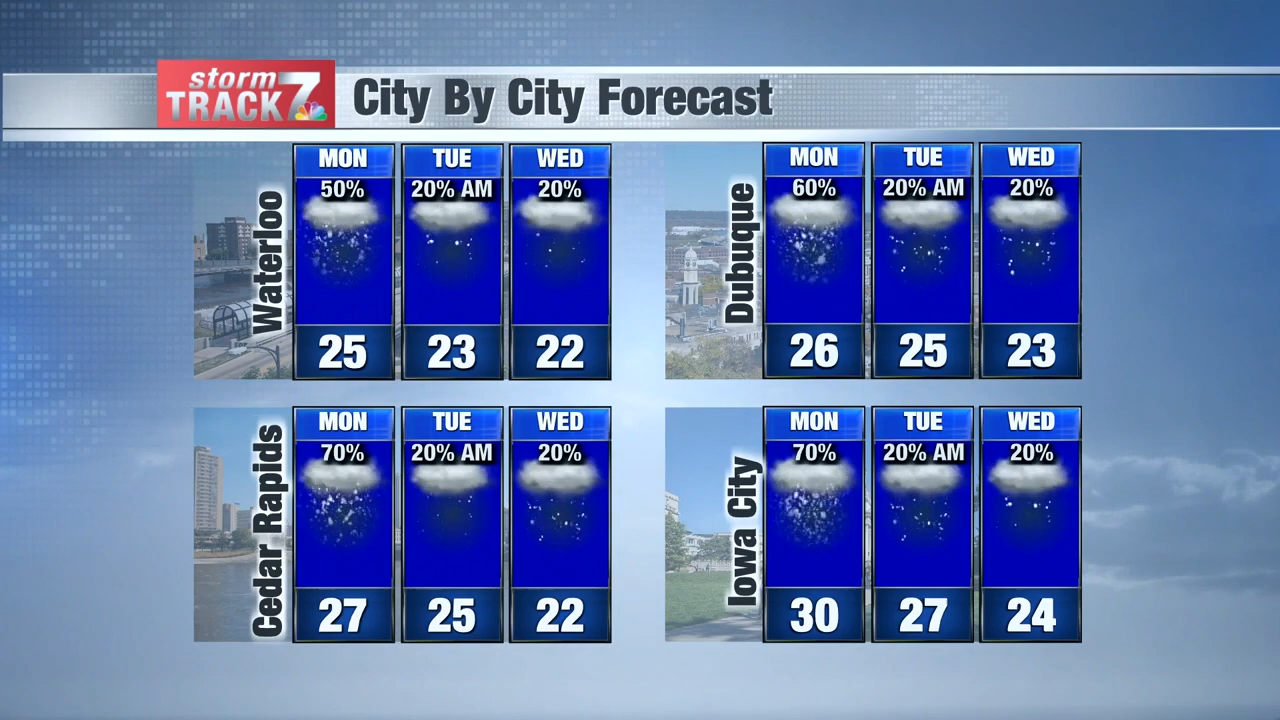 storm
TRACK 7
City By City Forecast
Waterloo
MON TUE WED
50% 20% AM 20%
25 23 22
Dubuque
MON TUE WED
60% 20% AM 20%
26 25 23
Cedar Rapids
MON TUE WED
70% 20% AM 20%
27 25 22
Iowa City
MON TUE WED
70% 20% AM 20%
30 27 24